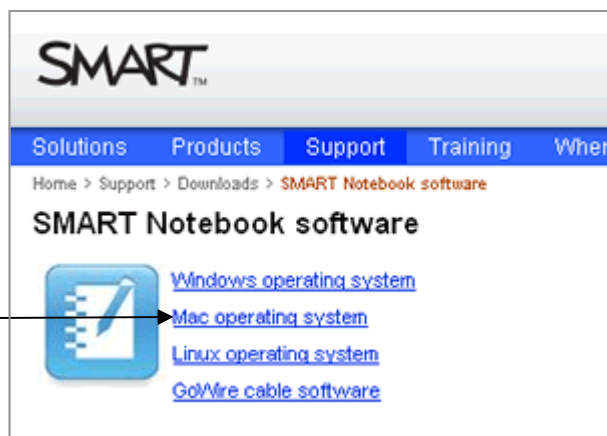 SMART™
Solutions Products Support Training
Home > Support > Downloads > SMART Notebook software
SMART Notebook software
Windows operating system
Mac operating system
Linux operating system
GoWire cable software